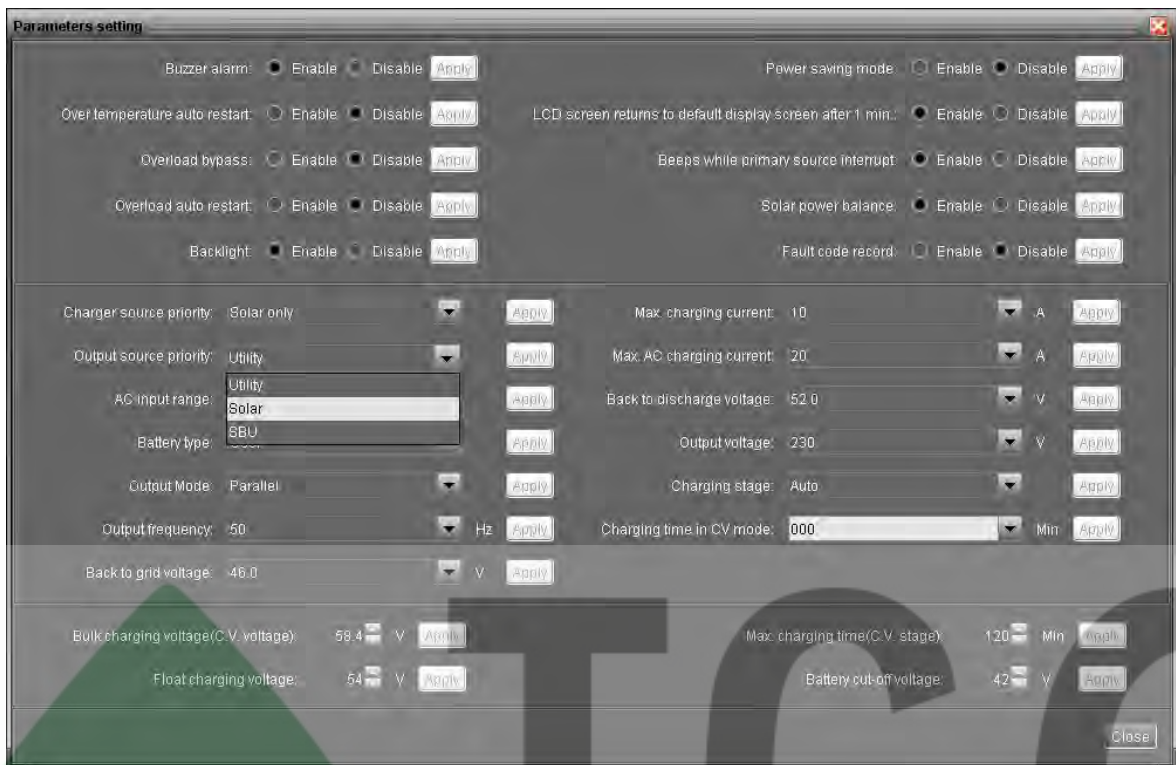 Parameters setting
Buzzer alarm: Enable Disable Apply
Power saving mode: Enable Disable Apply
Over temperature auto restart: Enable Disable Apply
LCD screen returns to default display screen after 1 min.: Enable Disable Apply
Overload bypass: Enable Disable Apply
Beeps while primary source interrupt: Enable Disable Apply
Overload auto restart: Enable Disable Apply
Solar power balance: Enable Disable Apply
Backlight: Enable Disable Apply
Fault code record: Enable Disable Apply
Charger source priority: Solar only Apply
Max. charging current: 10 A Apply
Output source priority: Utility Apply
Max. AC charging current: 20 A Apply
Utility
Solar
SBU
AC input range: Apply
Back to discharge voltage: 52.0 V Apply
Battery type: Apply
Output voltage: 230 V Apply
Output Mode: Parallel Apply
Charging stage: Auto Apply
Output frequency: 50 Hz Apply
Charging time in CV mode: 000 Min Apply
Back to grid voltage: 46.0 V Apply
Bulk charging voltage(C.V. voltage): 58.4 V Apply
Max. charging time(C.V. stage): 120 Min Apply
Float charging voltage: 54 V Apply
Battery cut-off voltage: 42 V Apply
Close